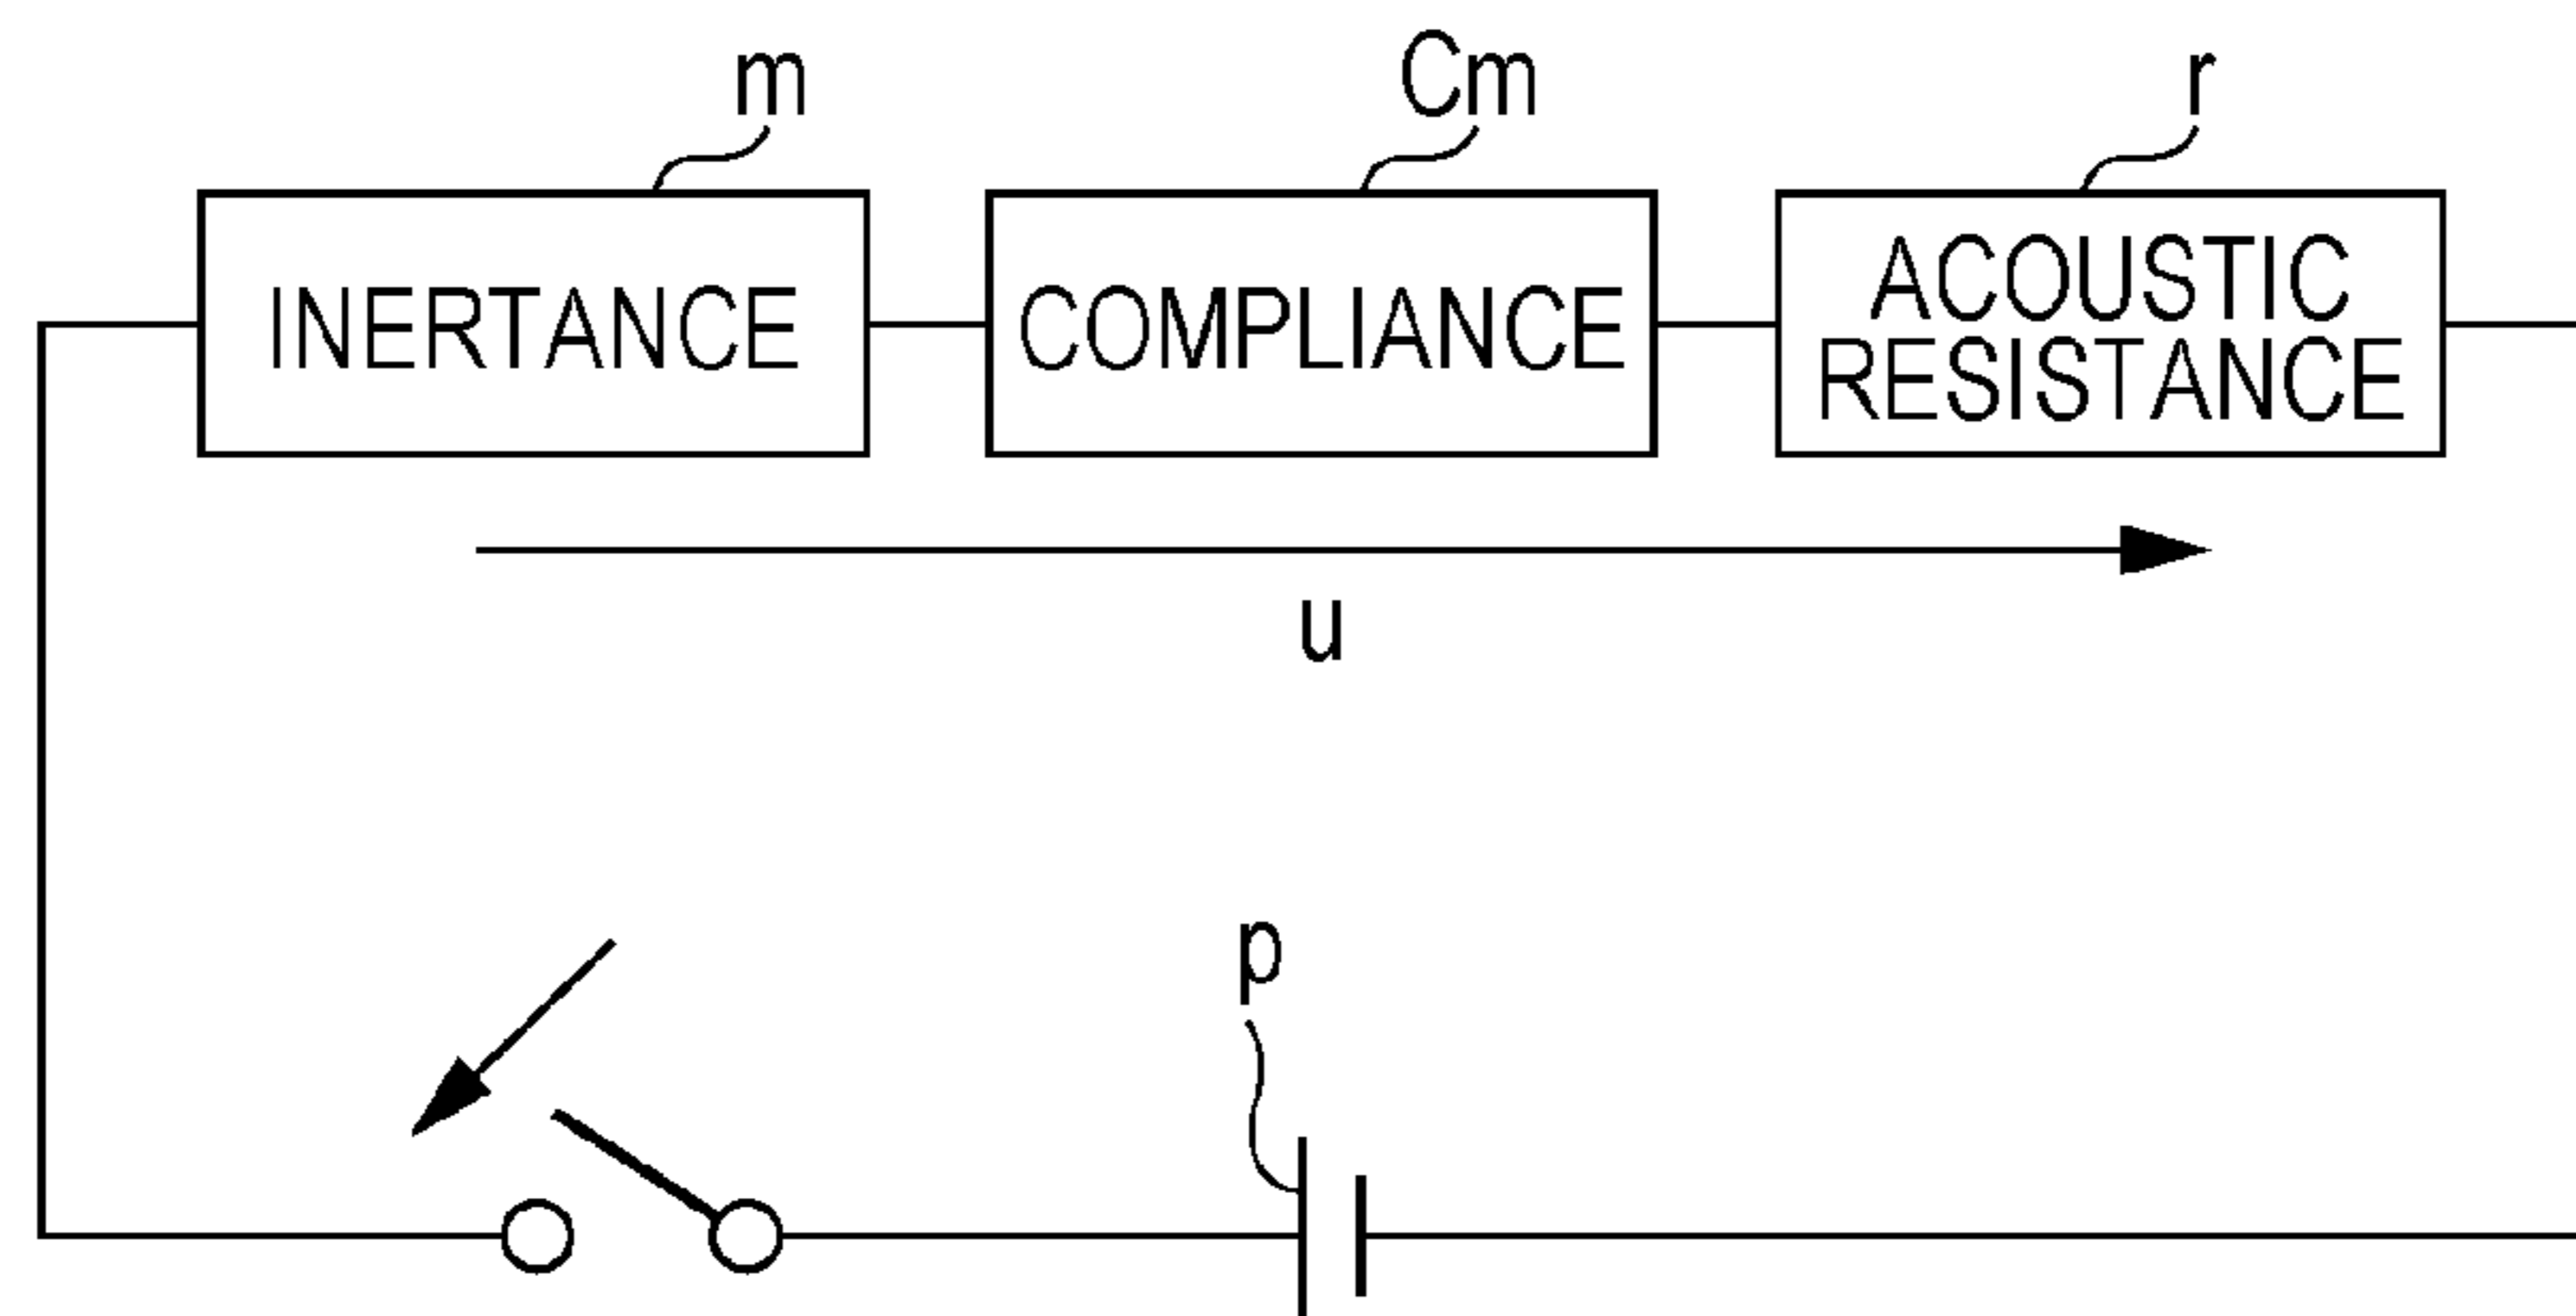 m
Cm
r
INERTANCE
COMPLIANCE
ACOUSTIC
RESISTANCE
u
p